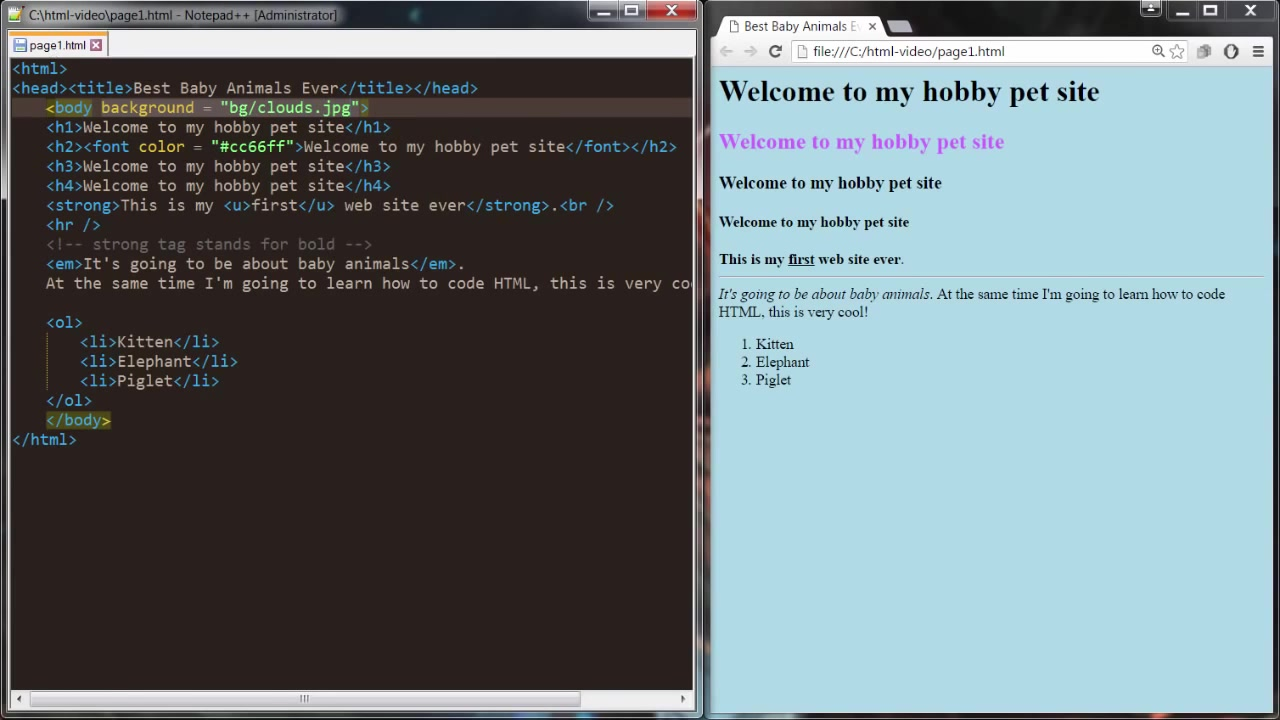 C:\html-video\page1.html - Notepad++ [Administrator]
page1.html
<html>
<head><title>Best Baby Animals Ever</title></head>
<body background = "bg/clouds.jpg">
<h1>Welcome to my hobby pet site</h1>
<h2><font color = "#cc66ff">Welcome to my hobby pet site</font></h2>
<h3>Welcome to my hobby pet site</h3>
<h4>Welcome to my hobby pet site</h4>
<strong>This is my <u>first</u> web site ever</strong>.<br />
<hr />
<!-- strong tag stands for bold -->
<em>It's going to be about baby animals</em>.
At the same time I'm going to learn how to code HTML, this is very co
<ol>
<li>Kitten</li>
<li>Elephant</li>
<li>Piglet</li>
</ol>
</body>
</html>
Best Baby Animals E
file:///C:/html-video/page1.html
Welcome to my hobby pet site
Welcome to my hobby pet site
Welcome to my hobby pet site
Welcome to my hobby pet site
This is my first web site ever.
It's going to be about baby animals. At the same time I'm going to learn how to code
HTML, this is very cool!
1. Kitten
2. Elephant
3. Piglet